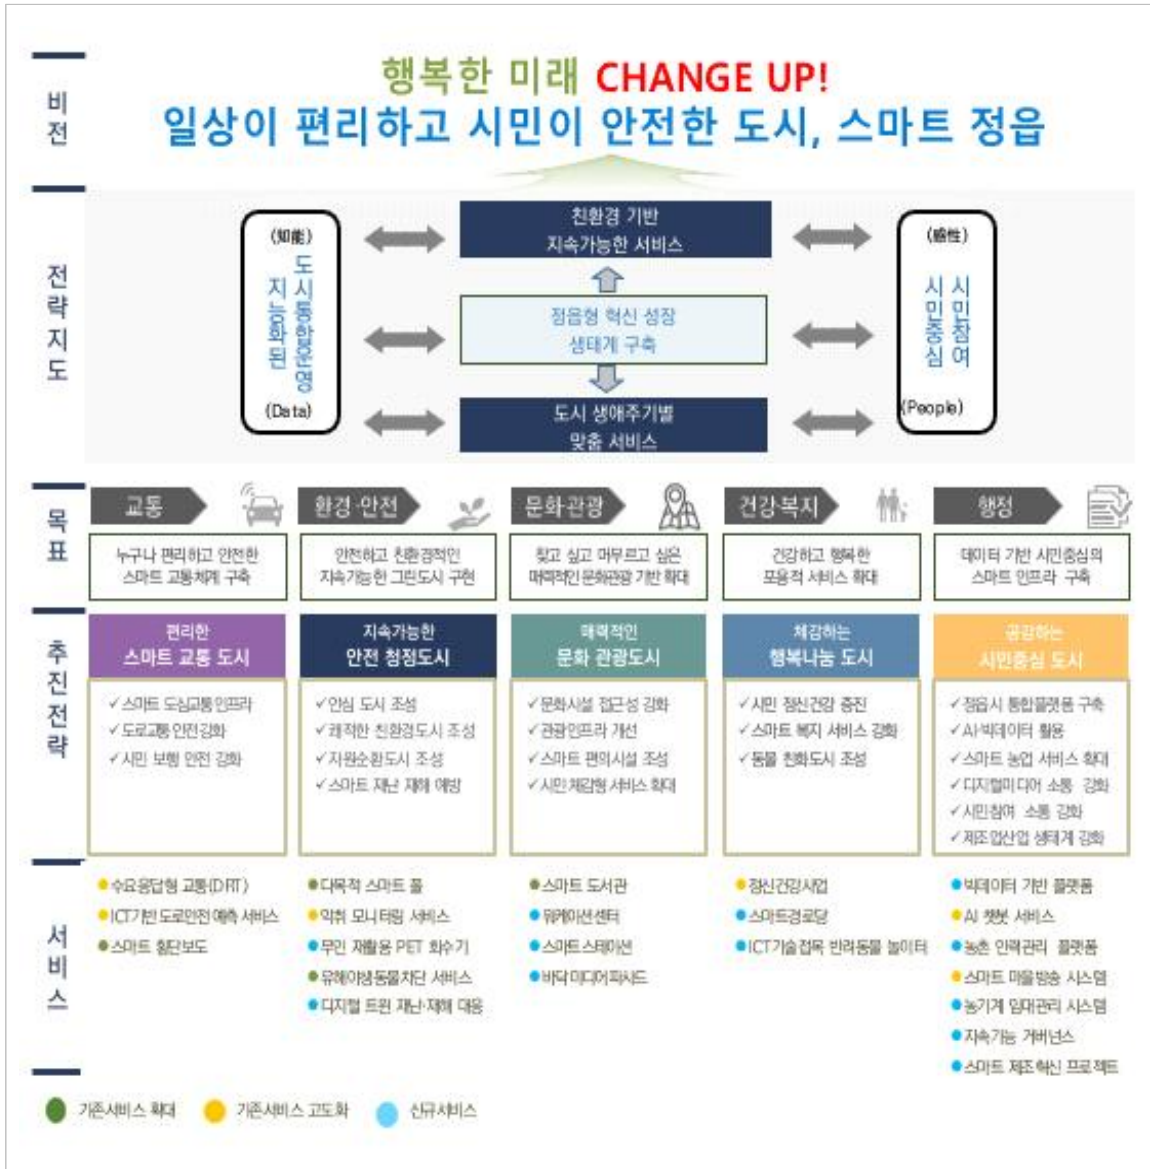 비전
행복한 미래 CHANGE UP!
일상이 편리하고 시민이 안전한 도시, 스마트 정읍
전략지도
(知能)
지능화된
도시통합운영
(Data)
친환경 기반
지속가능한 서비스
정읍형 혁신 성장
생태계 구축
도시 생애주기별
맞춤 서비스
(感性)
시민중심
시민참여
(People)
목표
교통
누구나 편리하고 안전한
스마트 교통체계 구축
환경·안전
안전하고 친환경적인
지속가능한 그린도시 구현
문화·관광
찾고 싶고 머무르고 싶은
매력적인 문화관광 기반 확대
건강·복지
건강하고 행복한
포용적 서비스 확대
행정
데이터 기반 시민중심의
스마트 인프라 구축
추진전략
편리한
스마트 교통 도시
✓스마트 도심교통인프라
✓도로교통안전강화
✓시민 보행 안전 강화
지속가능한
안전 청정도시
✓안심 도시 조성
✓쾌적한 친환경도시 조성
✓자원순환도시 조성
✓스마트 재난 재해 예방
매력적인
문화 관광도시
✓문화시설 접근성 강화
✓관광인프라 개선
✓스마트 편의시설 조성
✓시민체감형서비스 확대
체감하는
행복나눔 도시
✓시민 정신건강 증진
✓스마트 복지 서비스 강화
✓동물 친화도시 조성
공감하는
시민중심 도시
✓정읍시 통합플랫폼 구축
✓AI·빅데이터 활용
✓스마트 농업 서비스 확대
✓디지털미디어 소통 강화
✓시민참여 소통 강화
✓제조업산업 생태계 강화
서비스
●수요응답형 교통(DRT)
●ICT기반 도로안전 예측 서비스
●스마트 횡단보도
●다목적 스마트 폴
●악취 모니터링 서비스
●무인 재활용 PET 회수기
●유해야생동물차단 서비스
●디지털 트윈 재난·재해 대응
●스마트 도서관
●워케이션센터
●스마트스테이션
●바닥미디어파사드
●정신건강사업
●스마트경로당
●ICT기술접목 반려동물 놀이터
●빅데이터 기반 플랫폼
●AI 챗봇 서비스
●농촌 인력관리 플랫폼
●스마트 마을방송 시스템
●농기계 임대관리 시스템
●지속가능 거버넌스
●스마트 제조혁신 프로젝트
● 기존서비스 확대
● 기존서비스 고도화
● 신규서비스